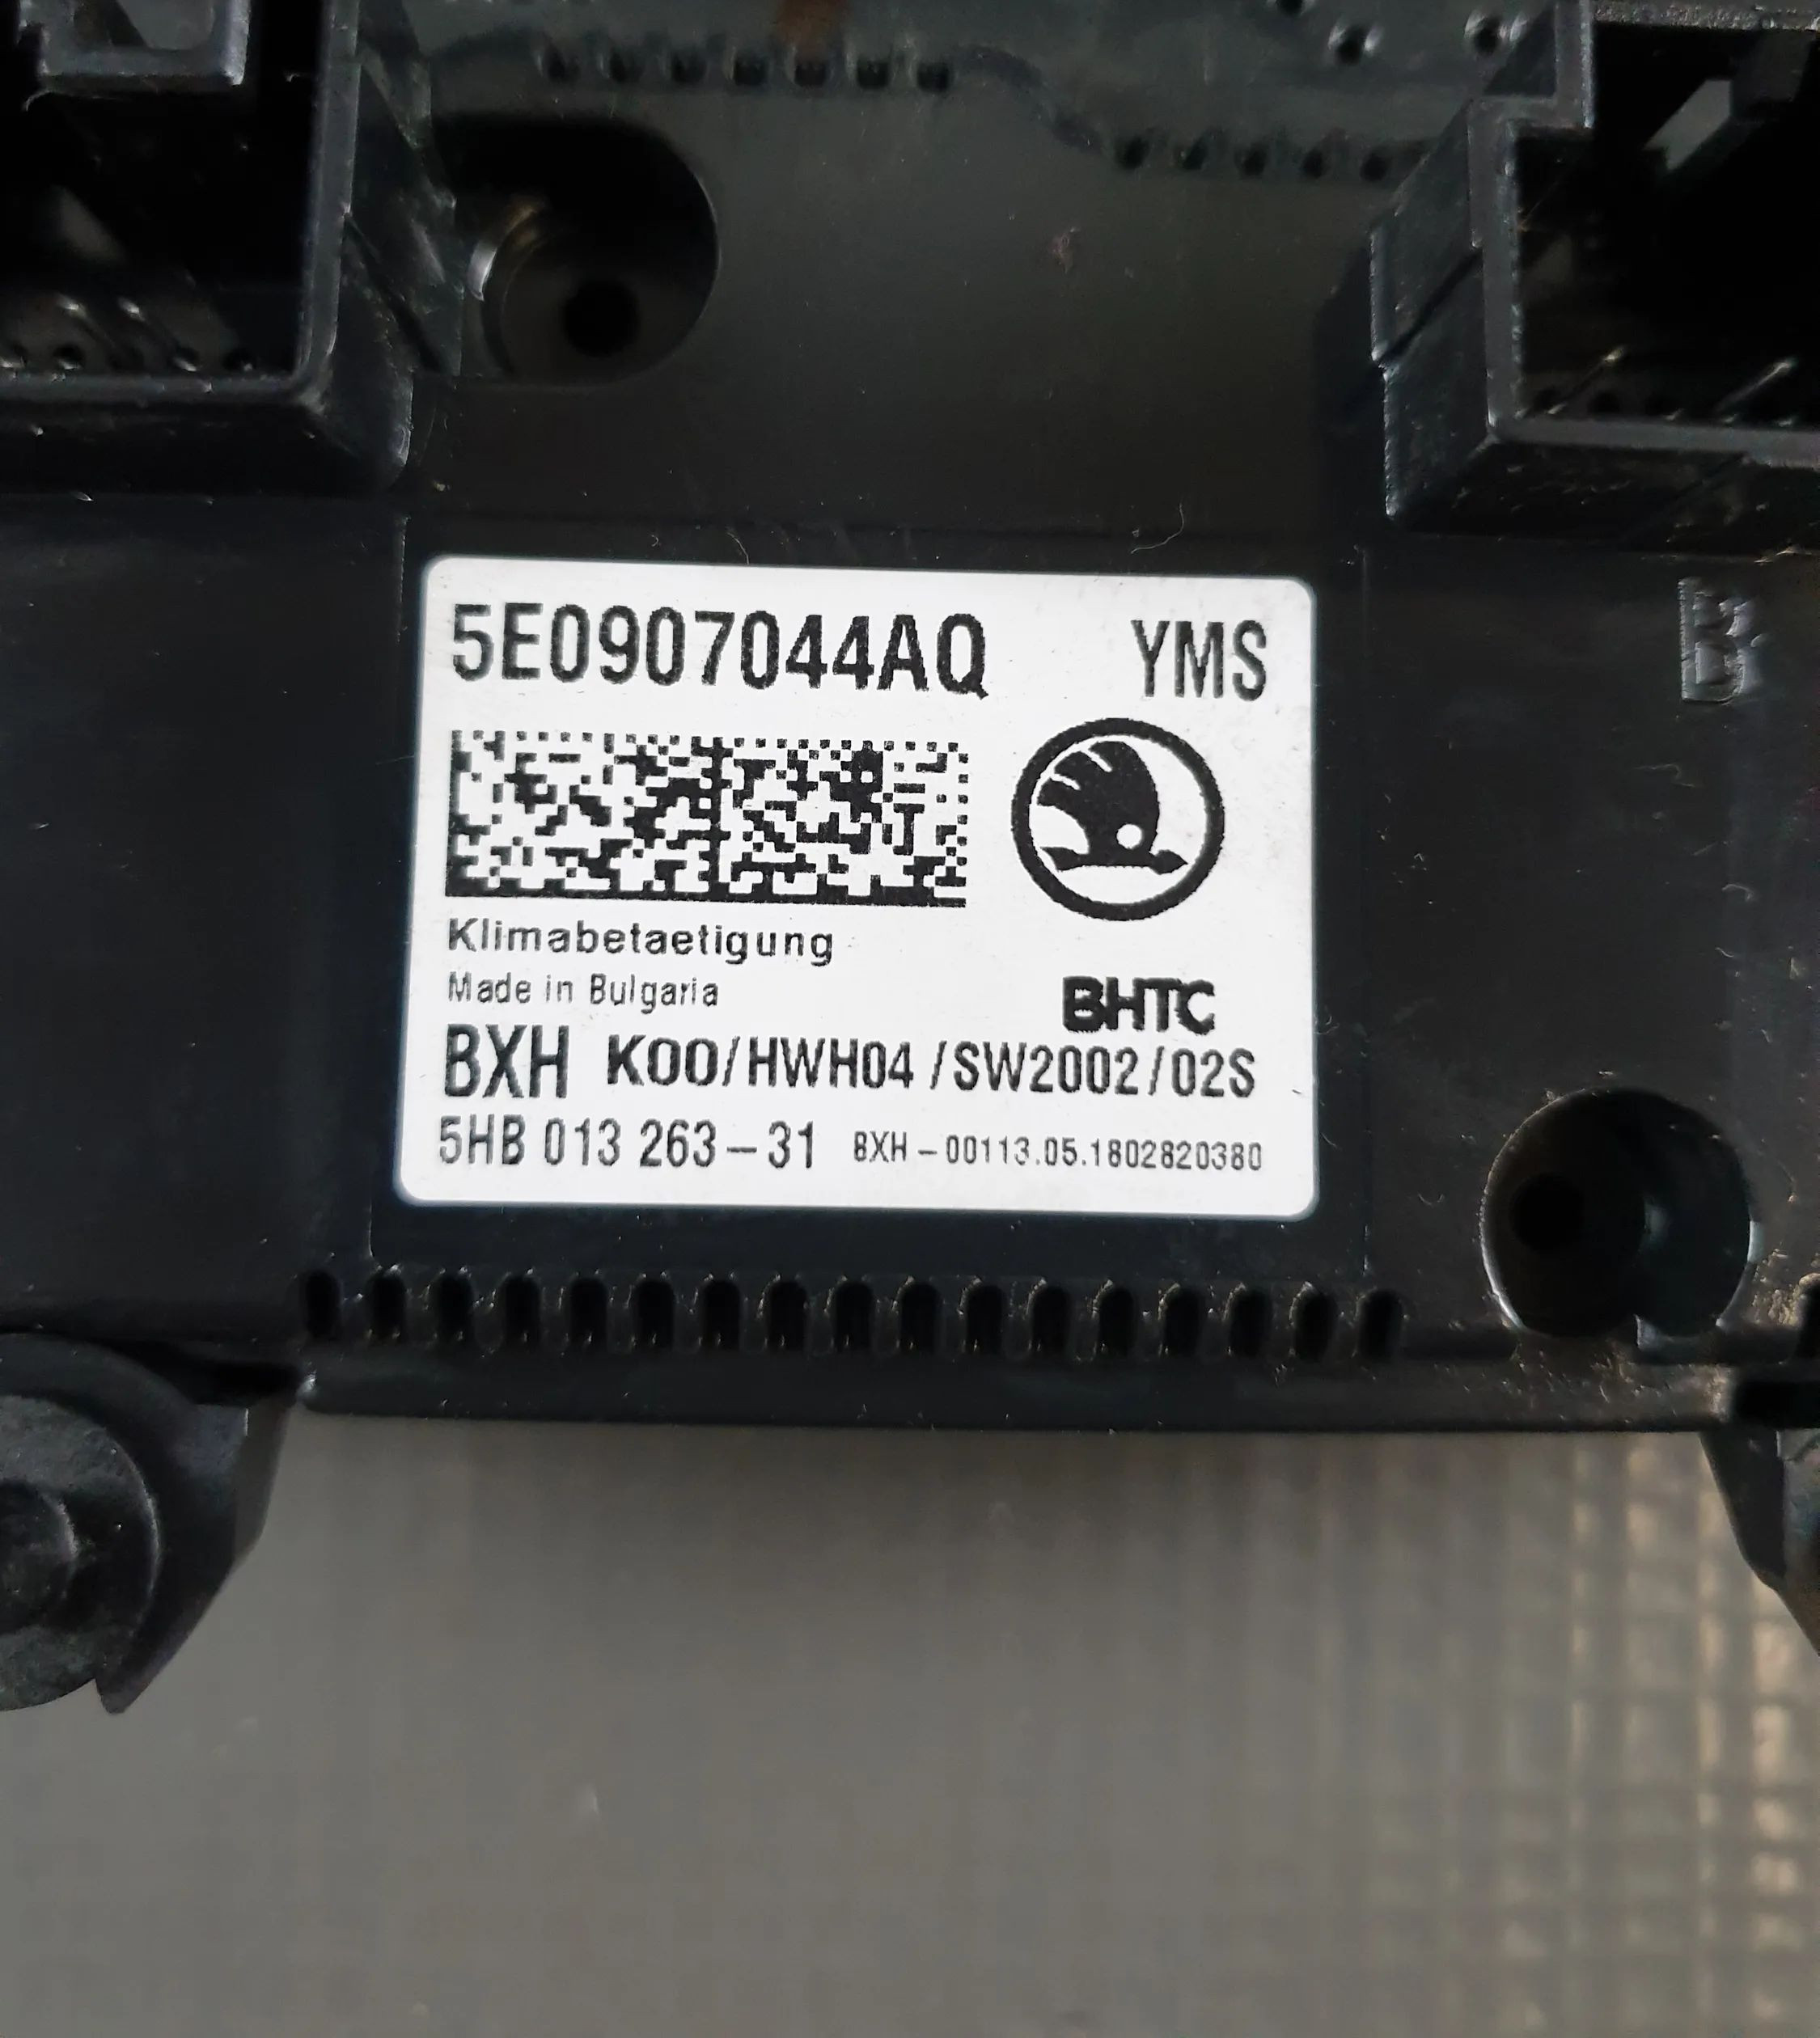 5E0907044AQ YMS
B
Klimabetaetigung
Made in Bulgaria
BHTC
BXH K00/HWH04/SW2002/02S
5HB 013 263-31 BXH-00113.05.1802820380